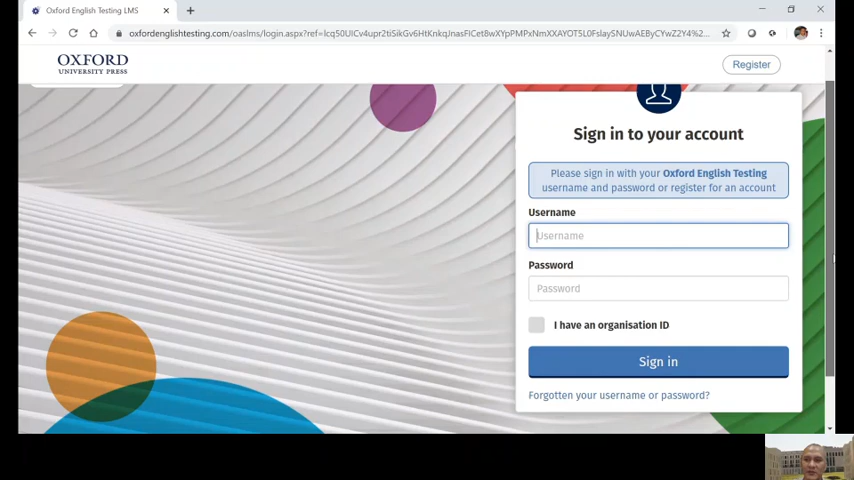 Oxford English Testing LMS
oxfordenglishtesting.com/oaslms/login.aspx?ref=
OXFORD
UNIVERSITY PRESS
Register
Sign in to your account
Please sign in with your Oxford English Testing
username and password or register for an account
Username
Username
Password
Password
I have an organisation ID
Sign in
Forgotten your username or password?